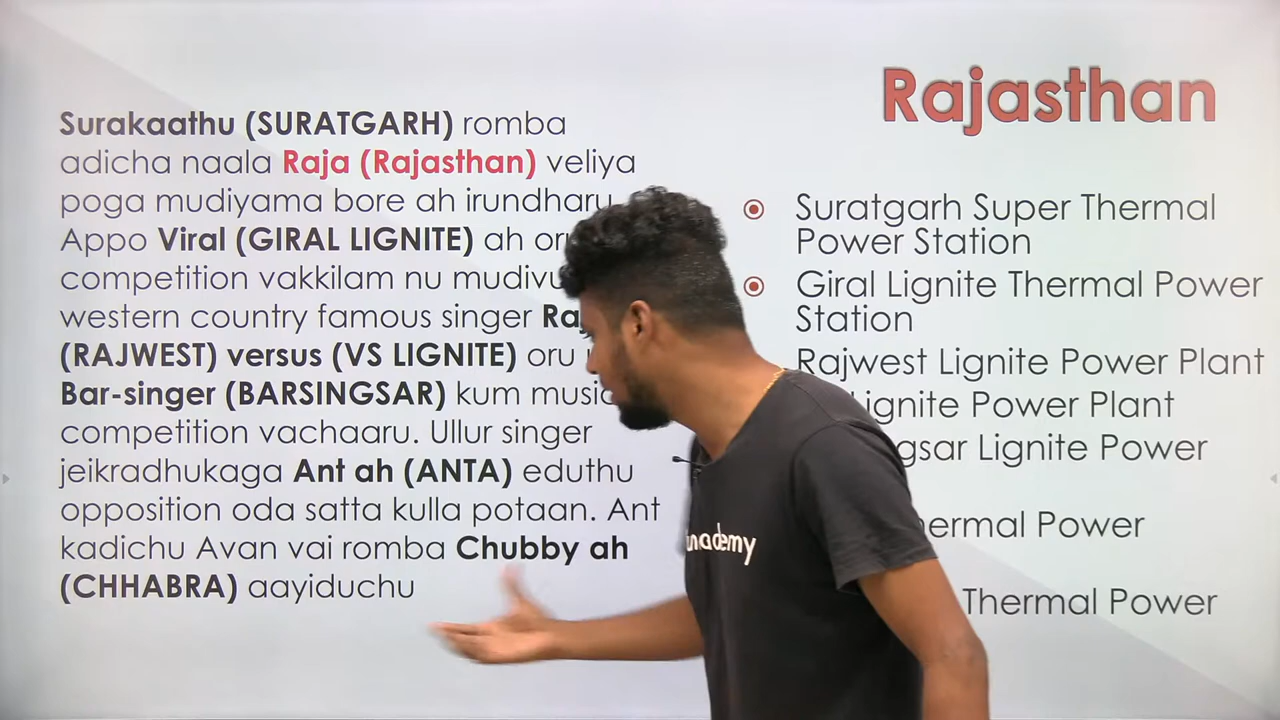 Rajasthan
Surakaathu (SURATGARH) romba
adicha naala Raja (Rajasthan) veliya
poga mudiyama bore ah irundharu
Appo Viral (GIRAL LIGNITE) ah
competition vakkilam nu
western country famous singer
(RAJWEST) versus (VS LIGNITE) oru
Bar-singer (BARSINGSAR) kum
competition vachaaru. Ullur singer
jeikradhukaga Ant ah (ANTA) eduthu
opposition oda satta kulla potaan. Ant
kadichu Avan vai romba Chubby ah
(CHHABRA) aayiduchu
Suratgarh Super Thermal
Power Station
Giral Lignite Thermal Power
Station
Rajwest Lignite Power Plant
Lignite Power Plant
Lignite Power
Power
Thermal Power
unacademy